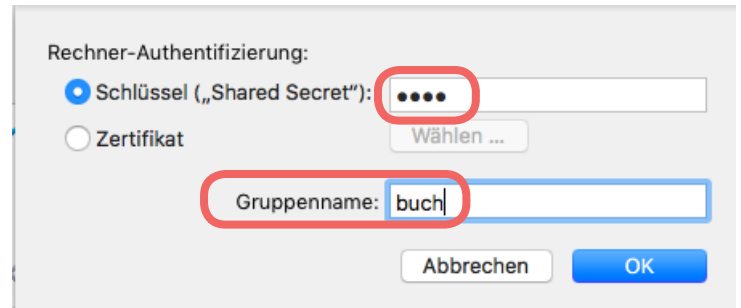 Rechner-Authentifizierung:
Schlüssel („Shared Secret“): ••••
Zertifikat
Wählen ...
Gruppenname: buch
Abbrechen
OK